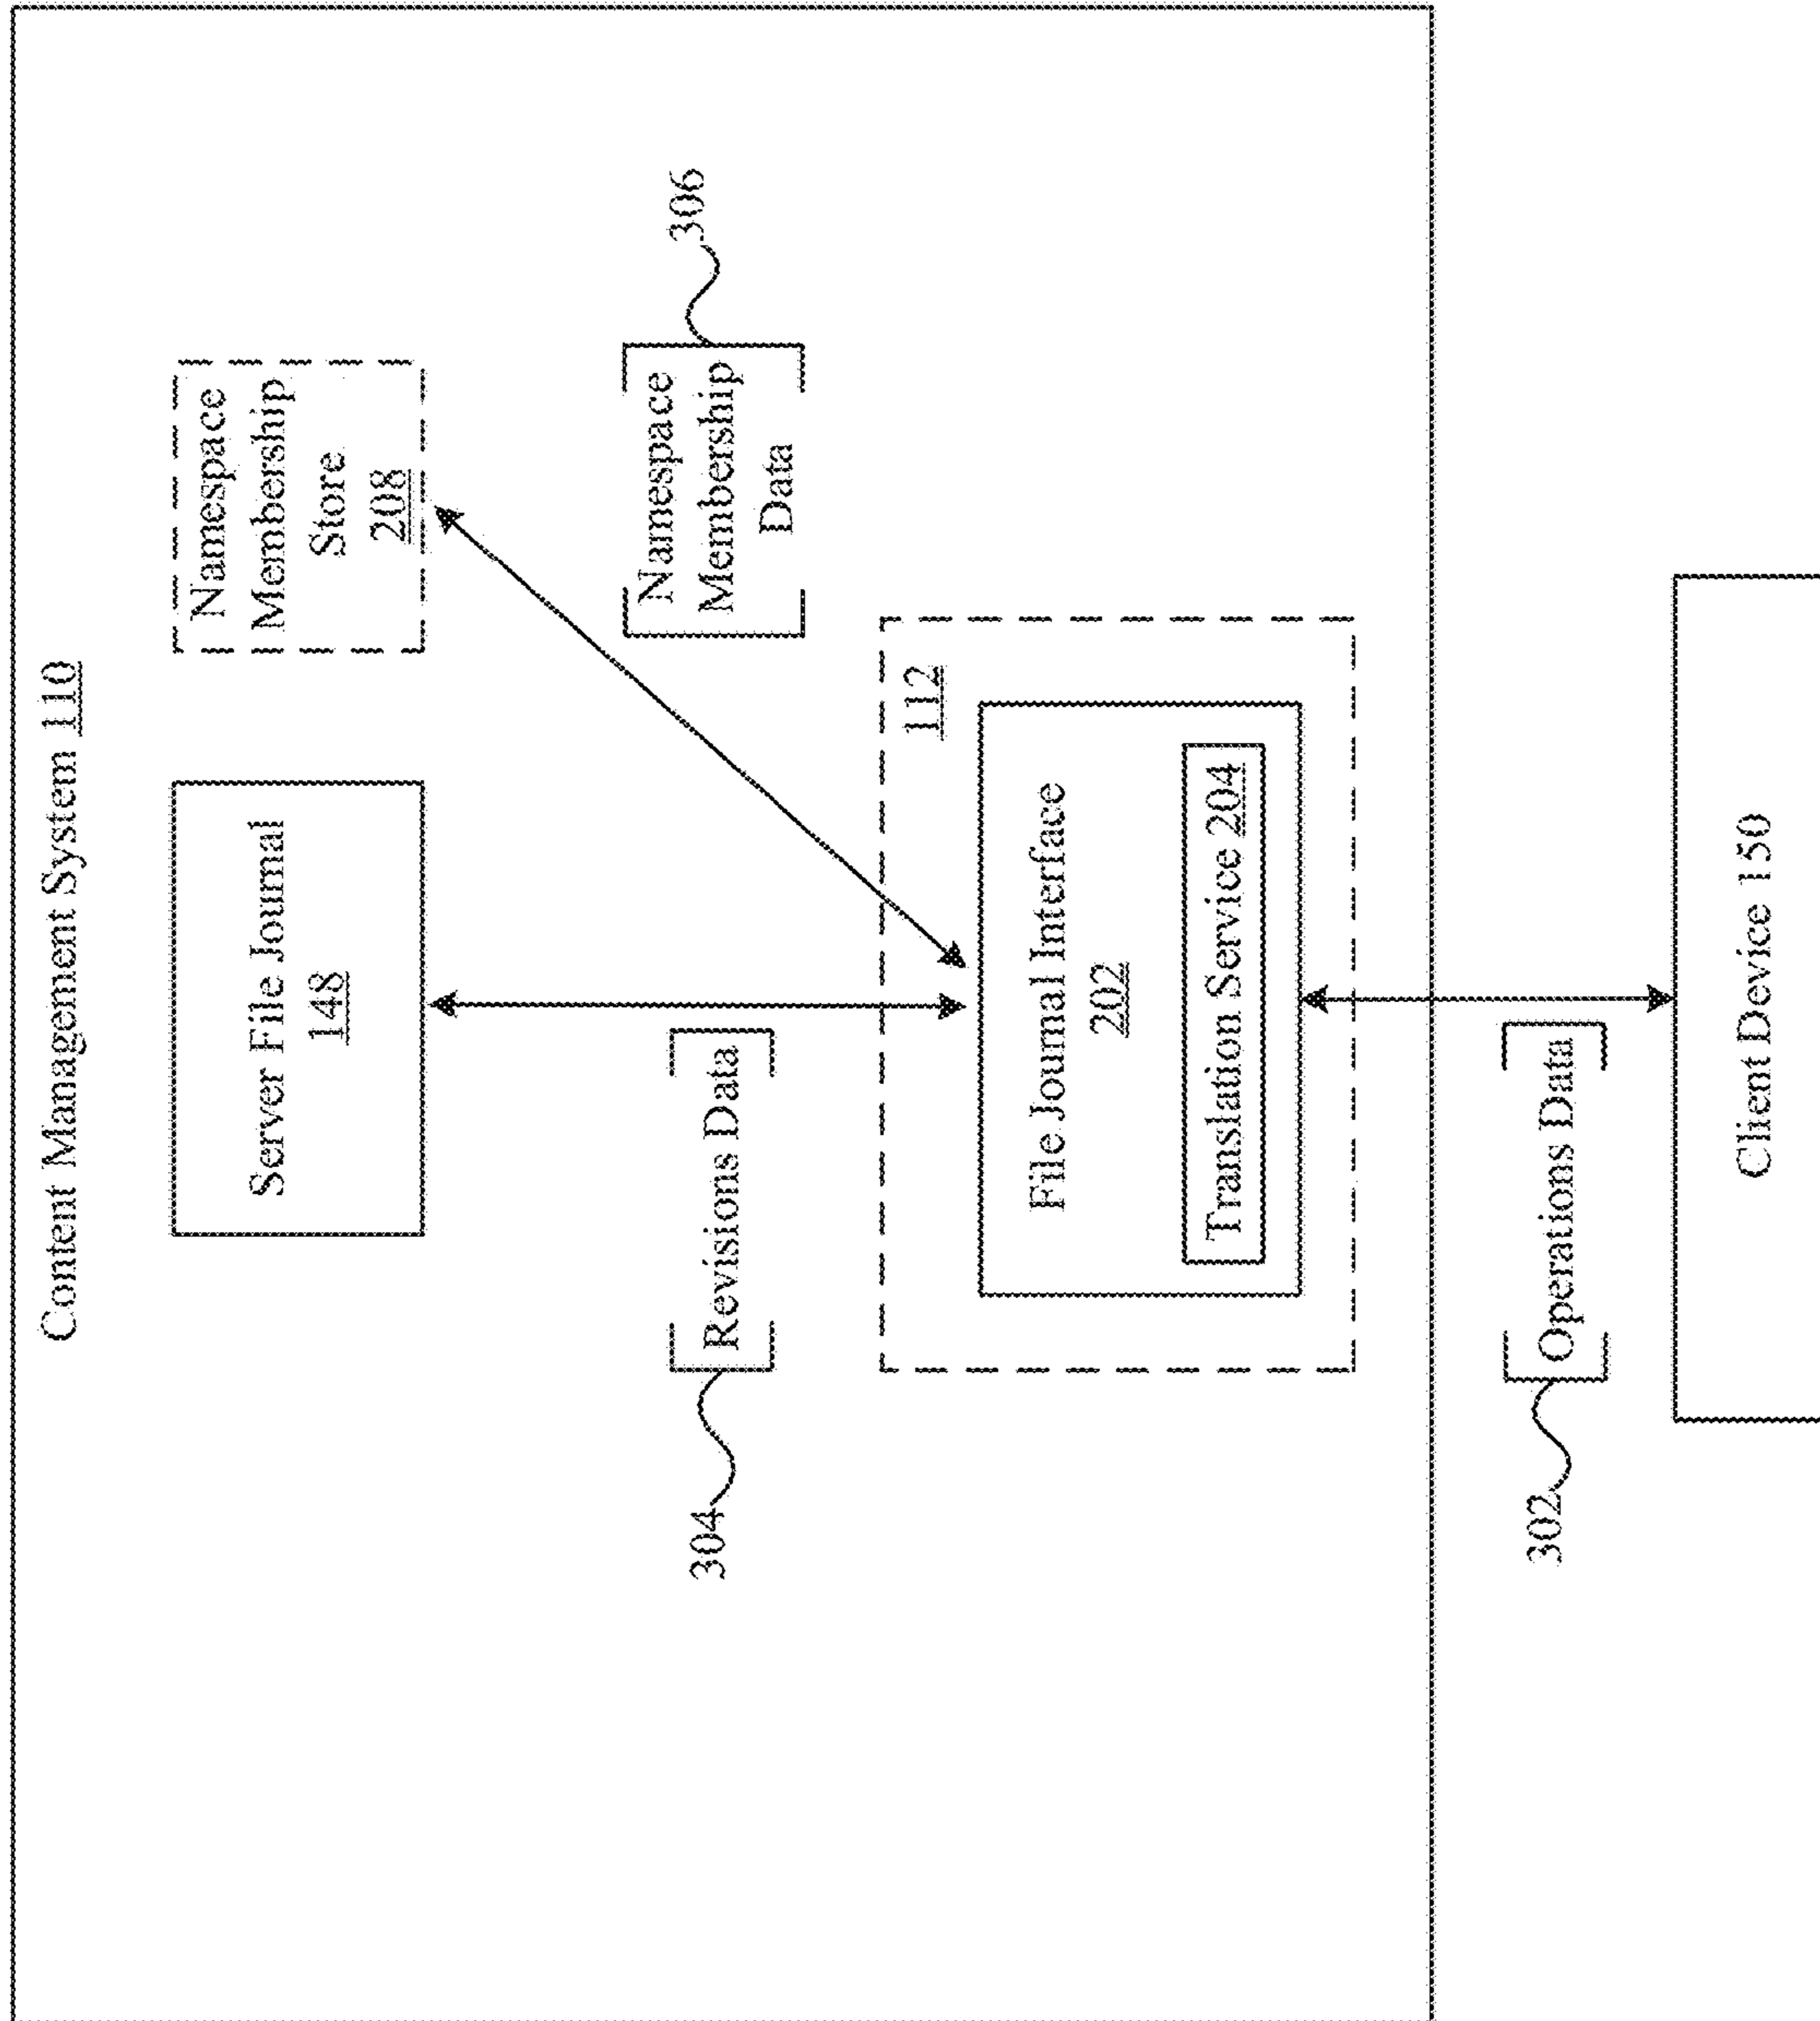 Content Management System 110
Server File Journal
148
Namespace
Membership
Store
208
304
Revisions Data
Namespace
Membership
Data
306
112
File Journal Interface
202
Translation Service 204
302
Operations Data
Client Device 150